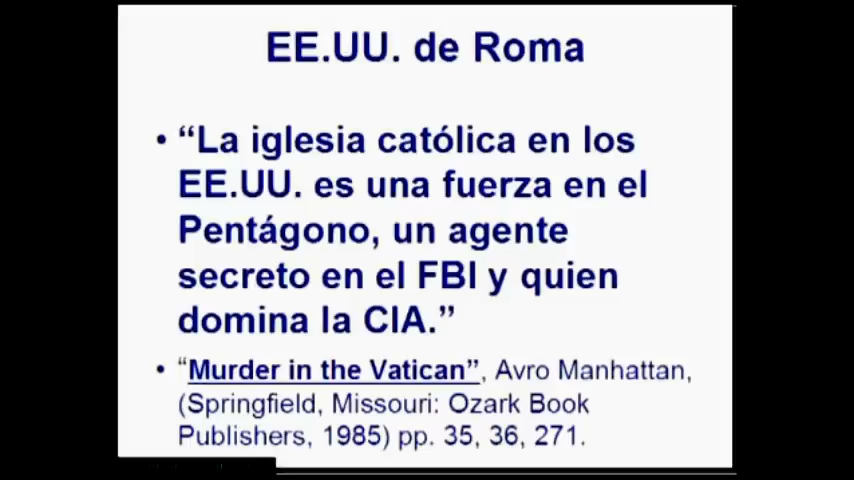 EE.UU. de Roma
• “La iglesia católica en los
EE.UU. es una fuerza en el
Pentágono, un agente
secreto en el FBI y quien
domina la CIA.”
• “Murder in the Vatican”, Avro Manhattan,
(Springfield, Missouri: Ozark Book
Publishers, 1985) pp. 35, 36, 271.